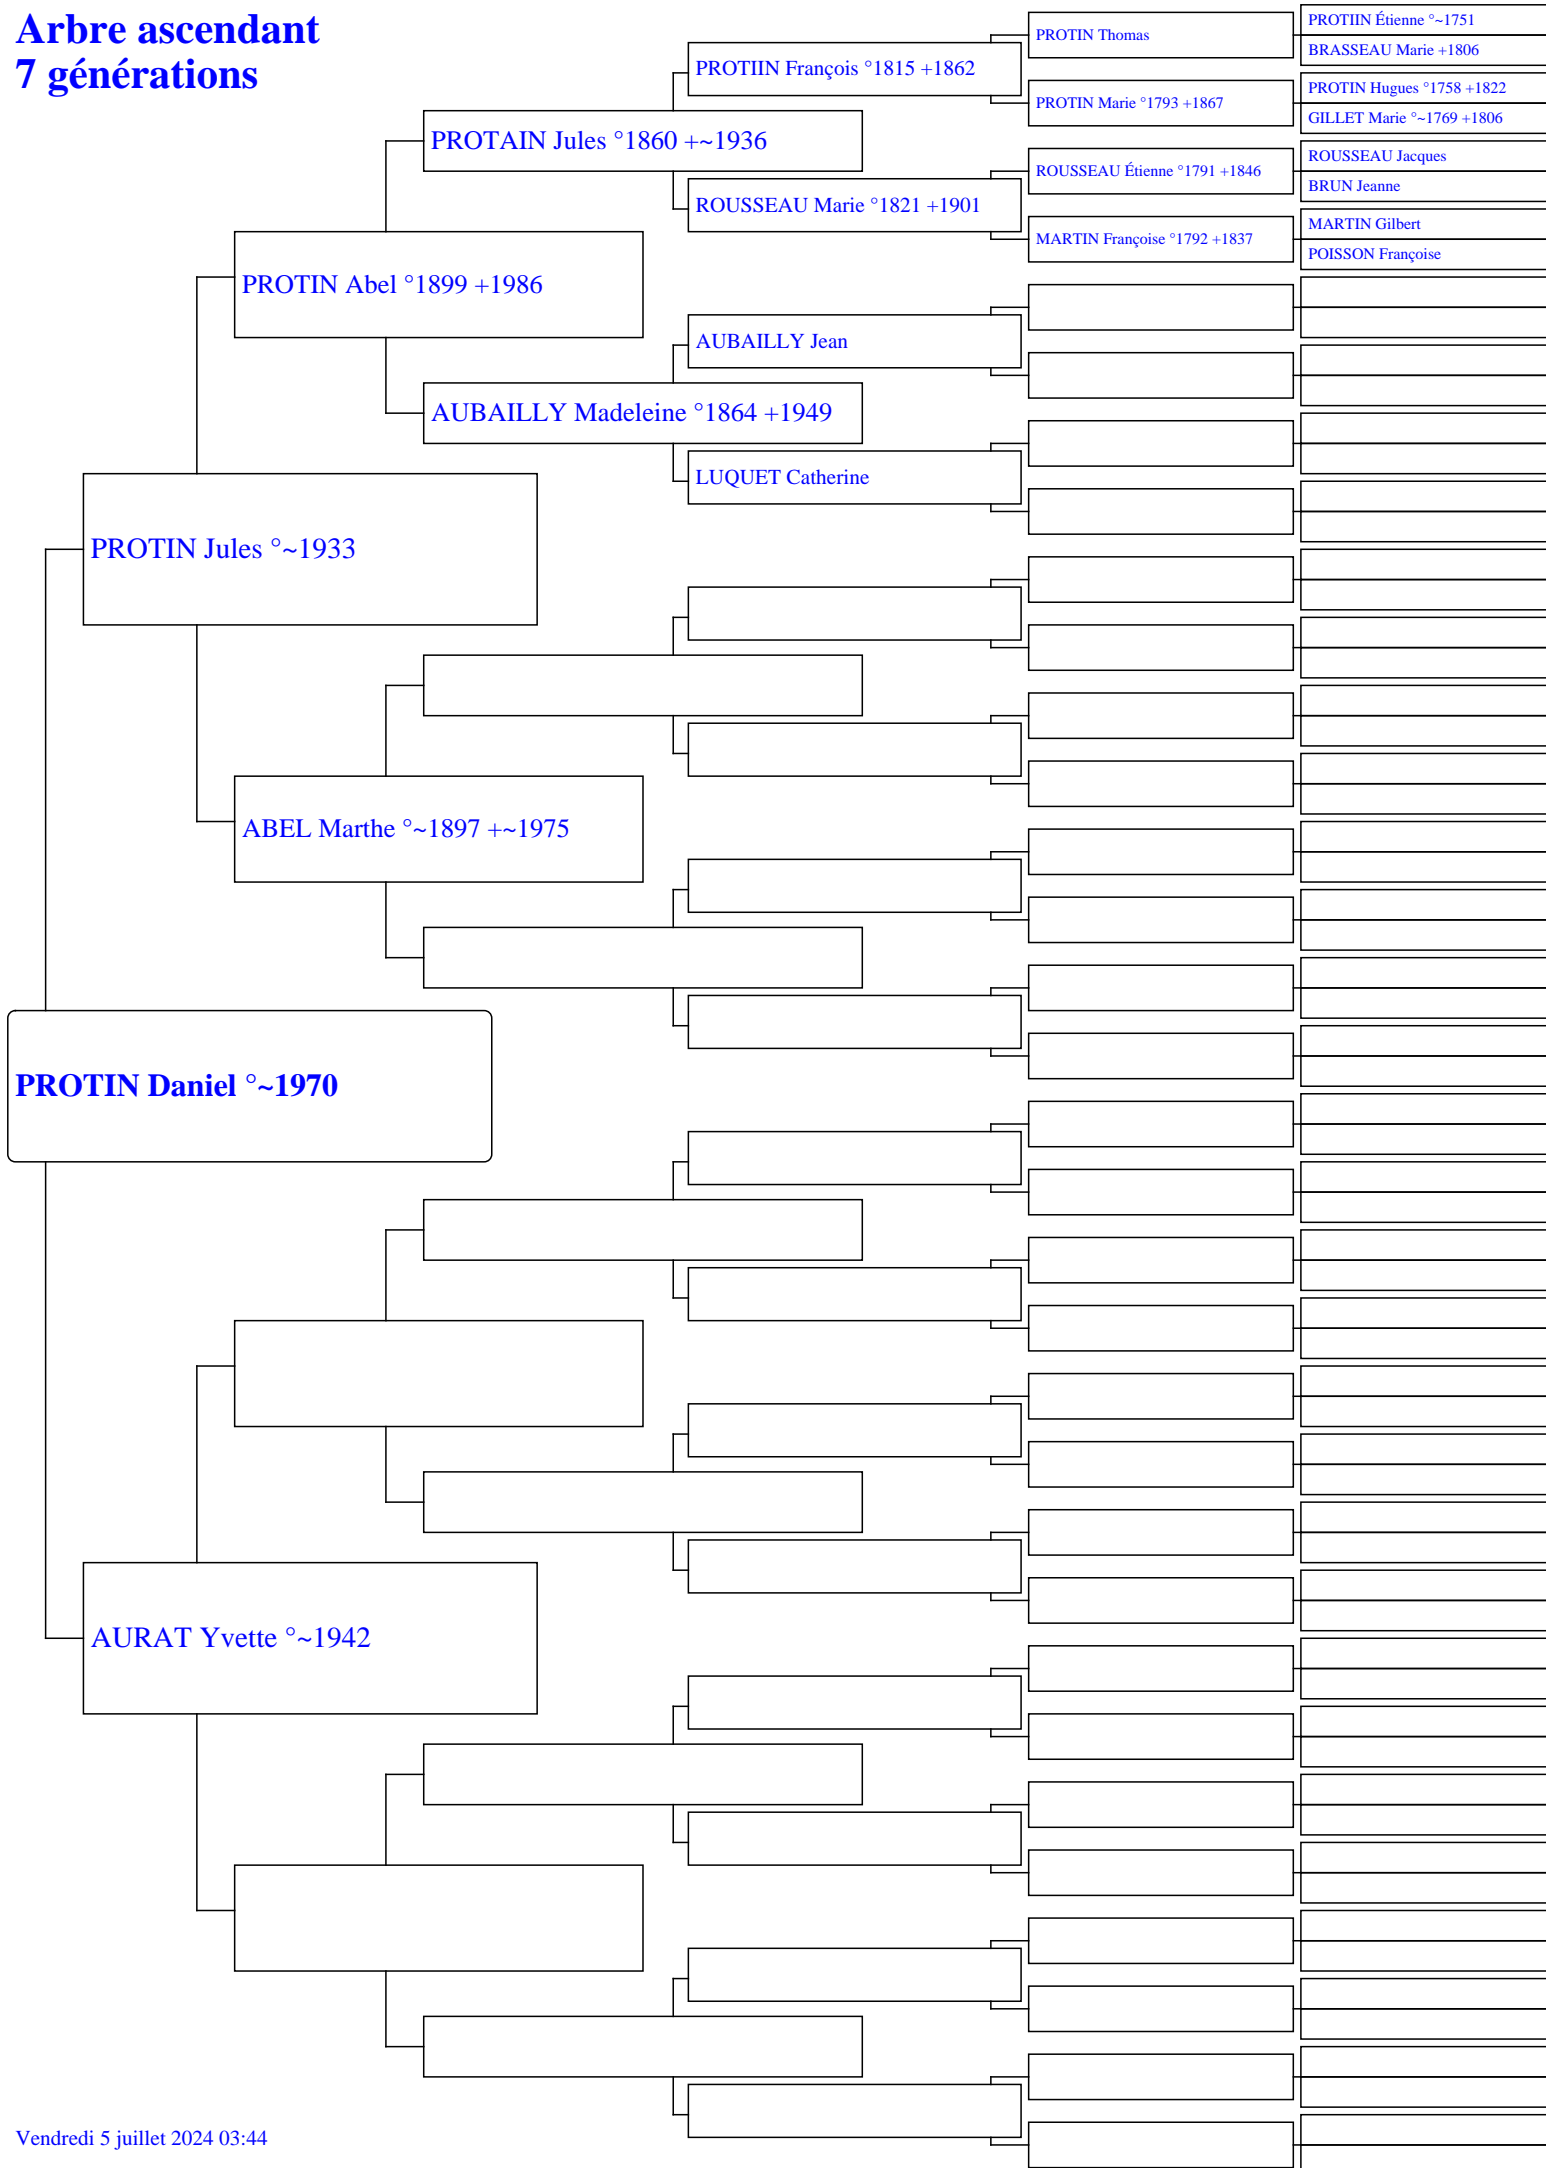 Arbre ascendant
7 générations
PROTIN Thomas
PROTIIN Étienne °~1751
BRASSEAU Marie +1806
PROTIIN François °1815 +1862
PROTIN Marie °1793 +1867
PROTIN Hugues °1758 +1822
GILLET Marie °~1769 +1806
PROTAIN Jules °1860 +~1936
ROUSSEAU Étienne °1791 +1846
ROUSSEAU Jacques
BRUN Jeanne
ROUSSEAU Marie °1821 +1901
MARTIN Françoise °1792 +1837
MARTIN Gilbert
POISSON Françoise
PROTIN Abel °1899 +1986
AUBAILLY Jean
AUBAILLY Madeleine °1864 +1949
LUQUET Catherine
PROTIN Jules °~1933
ABEL Marthe °~1897 +~1975
PROTIN Daniel °~1970
AURAT Yvette °~1942
Vendredi 5 juillet 2024 03:44